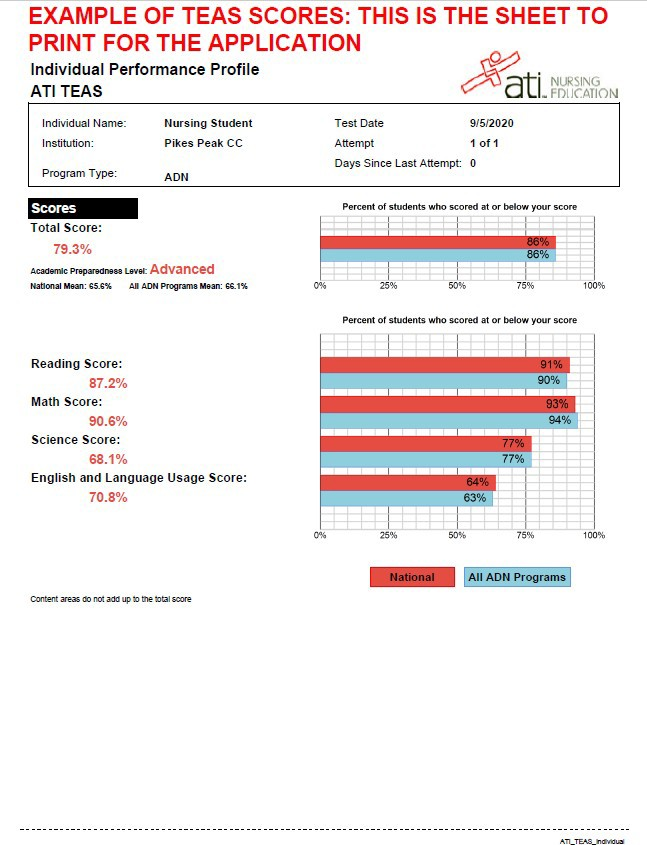 EXAMPLE OF TEAS SCORES: THIS IS THE SHEET TO
PRINT FOR THE APPLICATION
Individual Performance Profile
ATI TEAS
ati NURSING EDUCATION
Individual Name: Nursing Student Test Date 9/5/2020
Institution: Pikes Peak CC Attempt 1 of 1
Days Since Last Attempt: 0
Program Type: ADN
Scores
Percent of students who scored at or below your score
Total Score:
79.3%
86%
86%
Academic Preparedness Level: Advanced
National Mean: 65.6% All ADN Programs Mean: 66.1%
0% 25% 50% 75% 100%
Percent of students who scored at or below your score
Reading Score:
87.2%
91%
90%
Math Score:
90.6%
93%
94%
Science Score:
68.1%
77%
77%
English and Language Usage Score:
70.8%
64%
63%
0% 25% 50% 75% 100%
National All ADN Programs
Content areas do not add up to the total score
ATI_TEAS_Individual